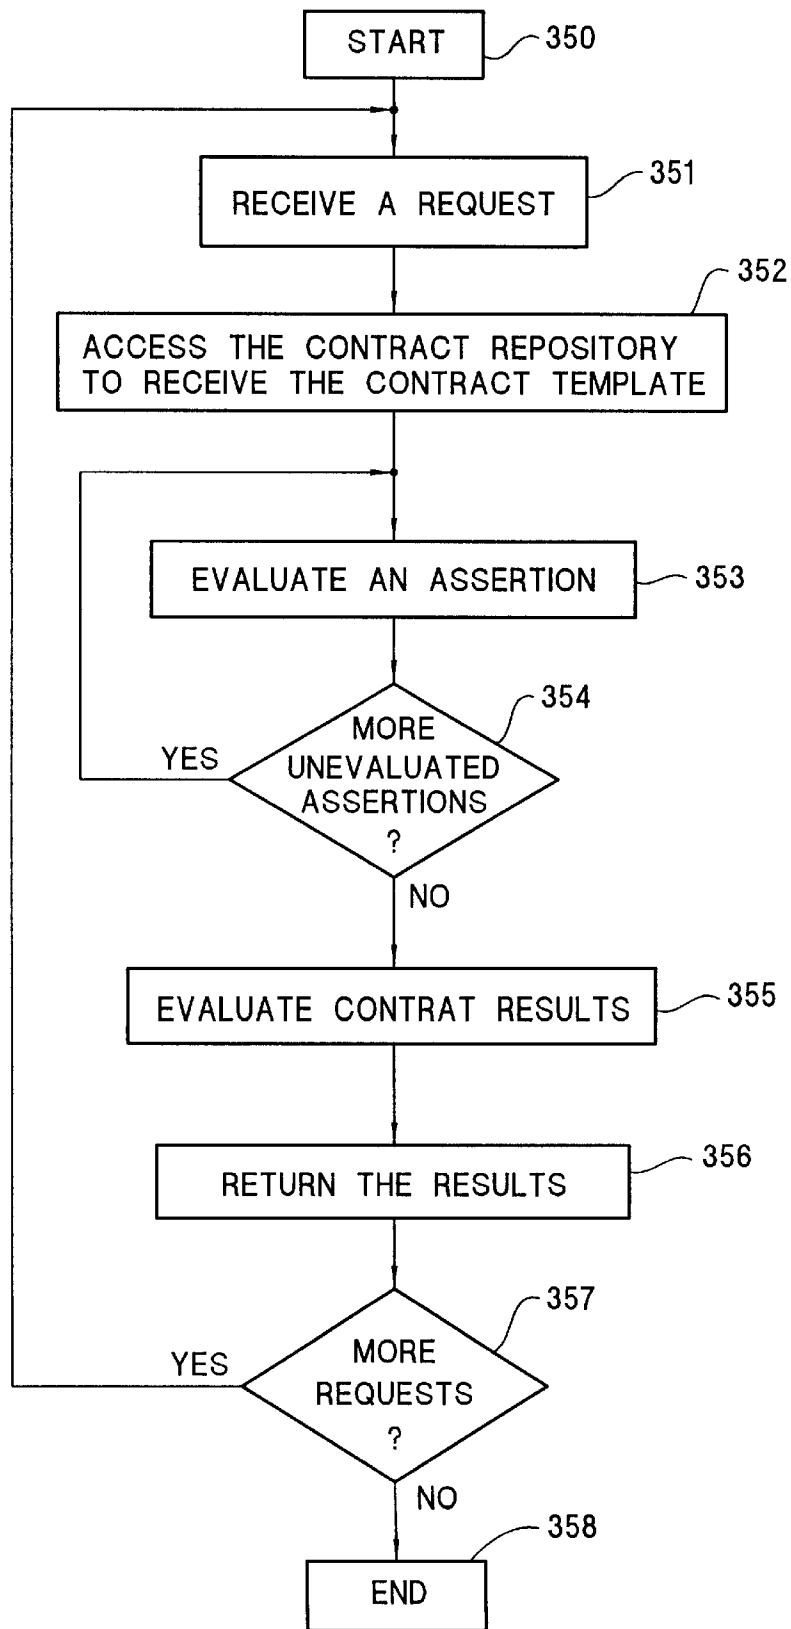 START
350
RECEIVE A REQUEST
351
352
ACCESS THE CONTRACT REPOSITORY
TO RECEIVE THE CONTRACT TEMPLATE
EVALUATE AN ASSERTION
353
354
MORE
UNEVALUATED
ASSERTIONS
?
YES
NO
EVALUATE CONTRAT RESULTS
355
RETURN THE RESULTS
356
357
MORE
REQUESTS
?
YES
NO
358
END